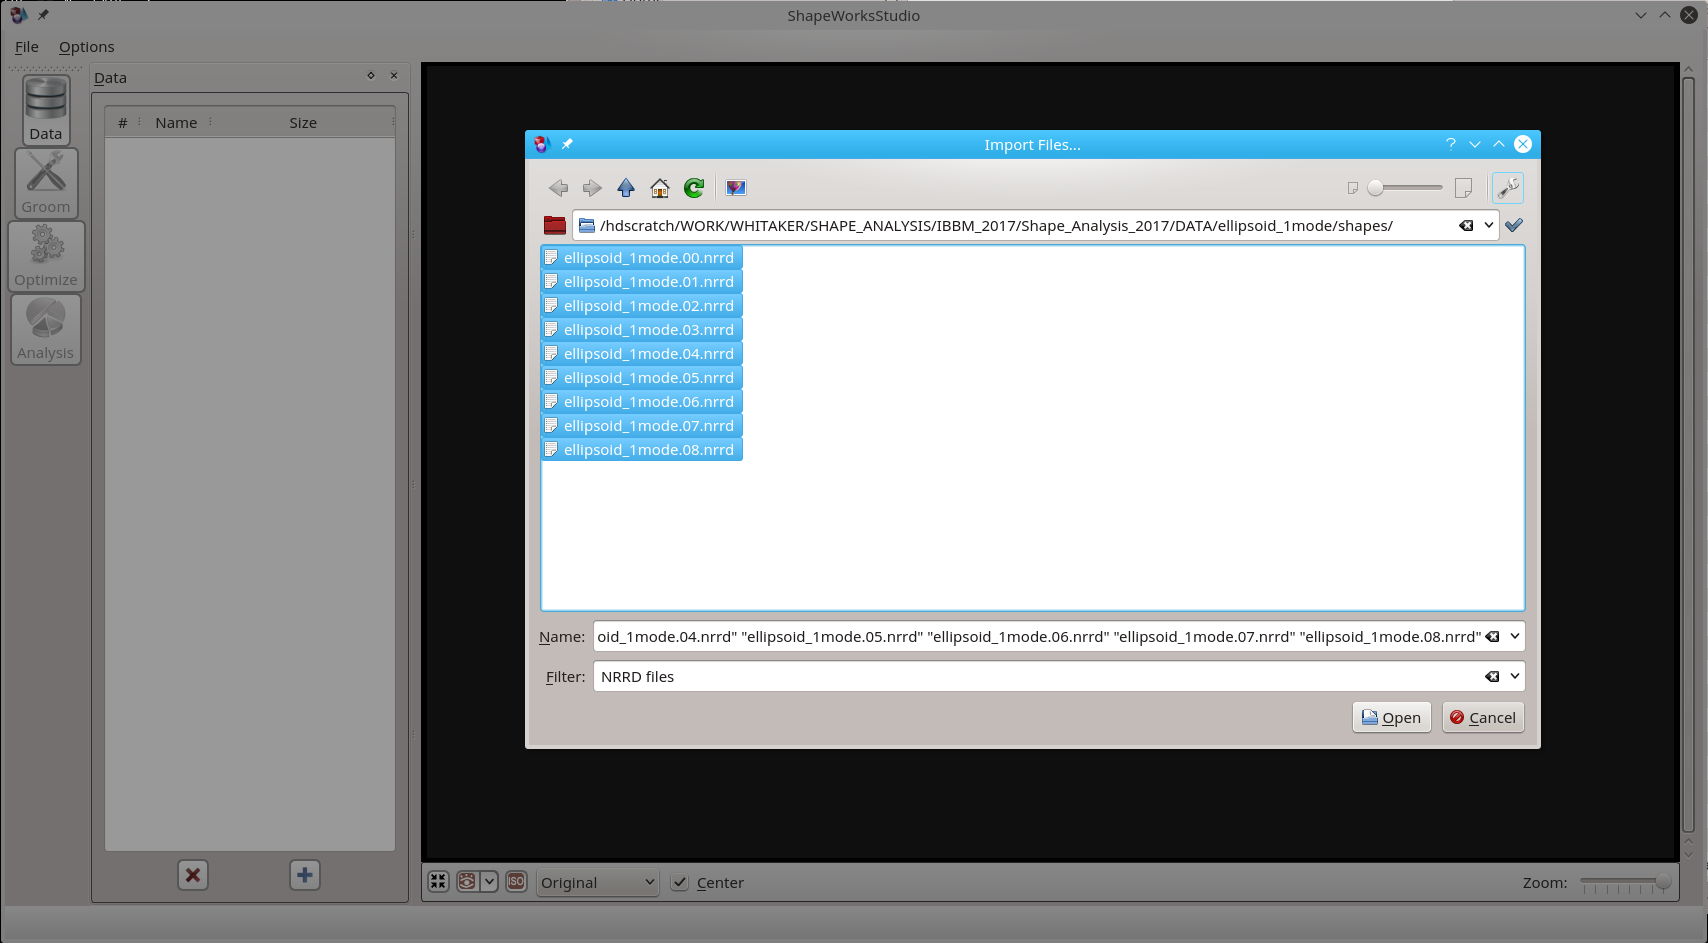 ShapeWorksStudio
File Options
Data
Data
Groom
Optimize
Analysis
# Name Size
Import Files...
?
/hdscratch/WORK/WHITAKER/SHAPE_ANALYSIS/IBBM_2017/Shape_Analysis_2017/DATA/ellipsoid_1mode/shapes/
ellipsoid_1mode.00.nrrd
ellipsoid_1mode.01.nrrd
ellipsoid_1mode.02.nrrd
ellipsoid_1mode.03.nrrd
ellipsoid_1mode.04.nrrd
ellipsoid_1mode.05.nrrd
ellipsoid_1mode.06.nrrd
ellipsoid_1mode.07.nrrd
ellipsoid_1mode.08.nrrd
Name: oid_1mode.04.nrrd" "ellipsoid_1mode.05.nrrd" "ellipsoid_1mode.06.nrrd" "ellipsoid_1mode.07.nrrd" "ellipsoid_1mode.08.nrrd"
Filter: NRRD files
Open Cancel
ISO Original Center Zoom: